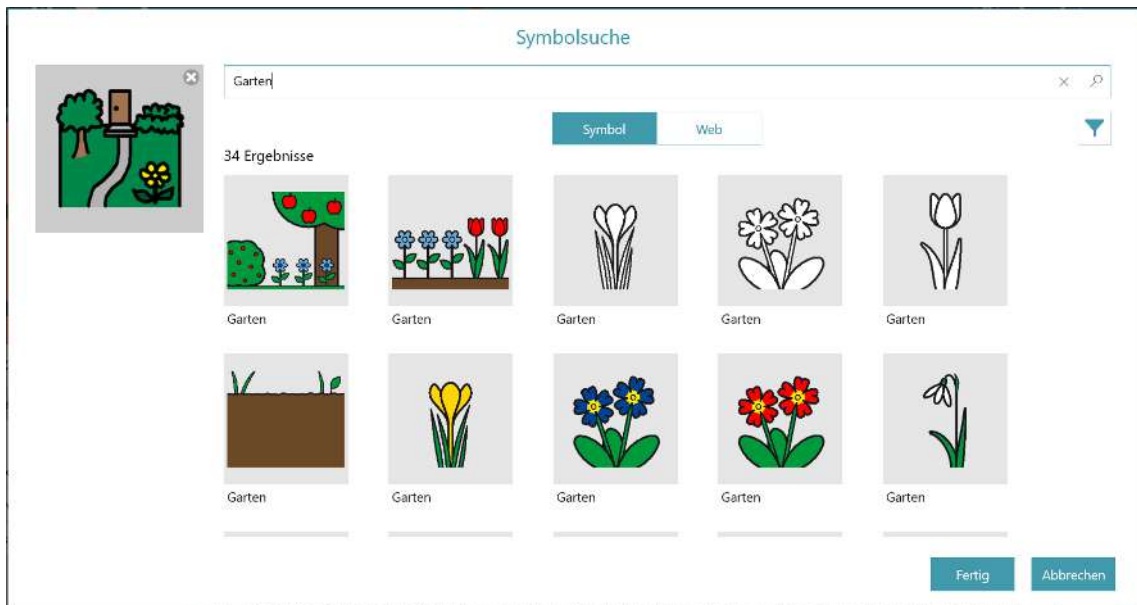 Symbolsuche
Garten
Symbol Web
34 Ergebnisse
Garten Garten Garten Garten Garten
Garten Garten Garten Garten Garten
Fertig Abbrechen